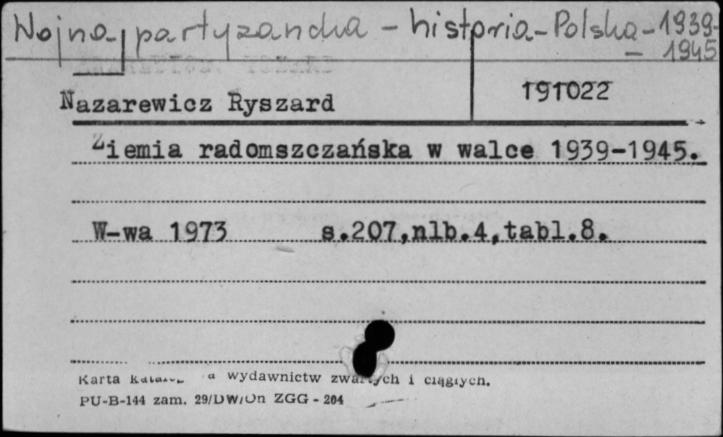 Wojna partyzancka - historia - Polska - 1939-
- 1945
Nazarewicz Ryszard
191022
Ziemia radomszczańska w walce 1939-1945.
W-wa 1973 s.207,nlb.4,tabl.8.
Karta wydawnictw zwartych i ciągłych.
PU-B-144 zam. 29/DW/On ZGG - 204